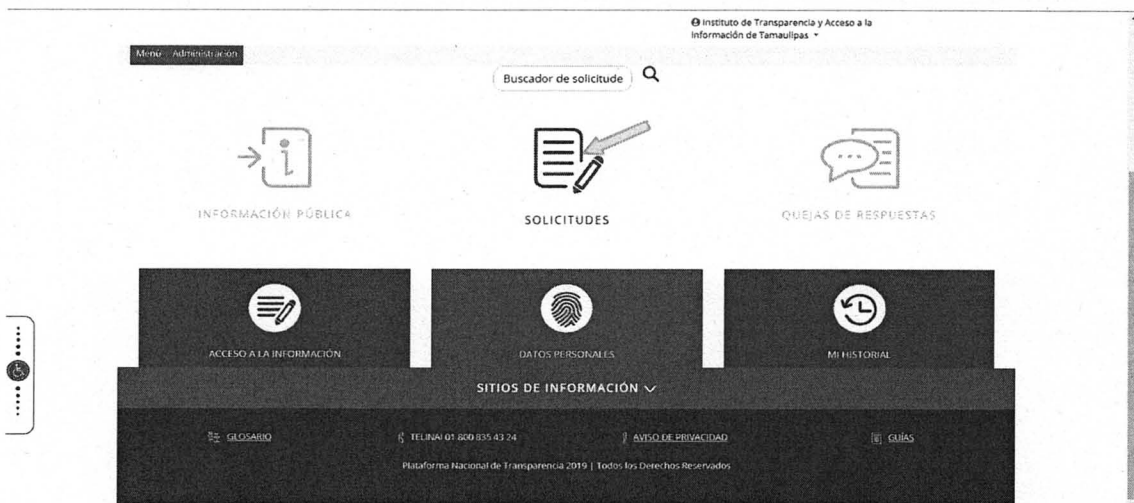 Instituto de Transparencia y Acceso a la
Información de Tamaulipas
Menú - Administración
Buscador de solicitude
INFORMACIÓN PÚBLICA
SOLICITUDES
QUEJAS DE RESPUESTAS
ACCESO A LA INFORMACIÓN
DATOS PERSONALES
MI HISTORIAL
SITIOS DE INFORMACIÓN
GLOSARIO
TELINAI 01 800 835 43 24
AVISO DE PRIVACIDAD
GUÍAS
Plataforma Nacional de Transparencia 2019 | Todos los Derechos Reservados